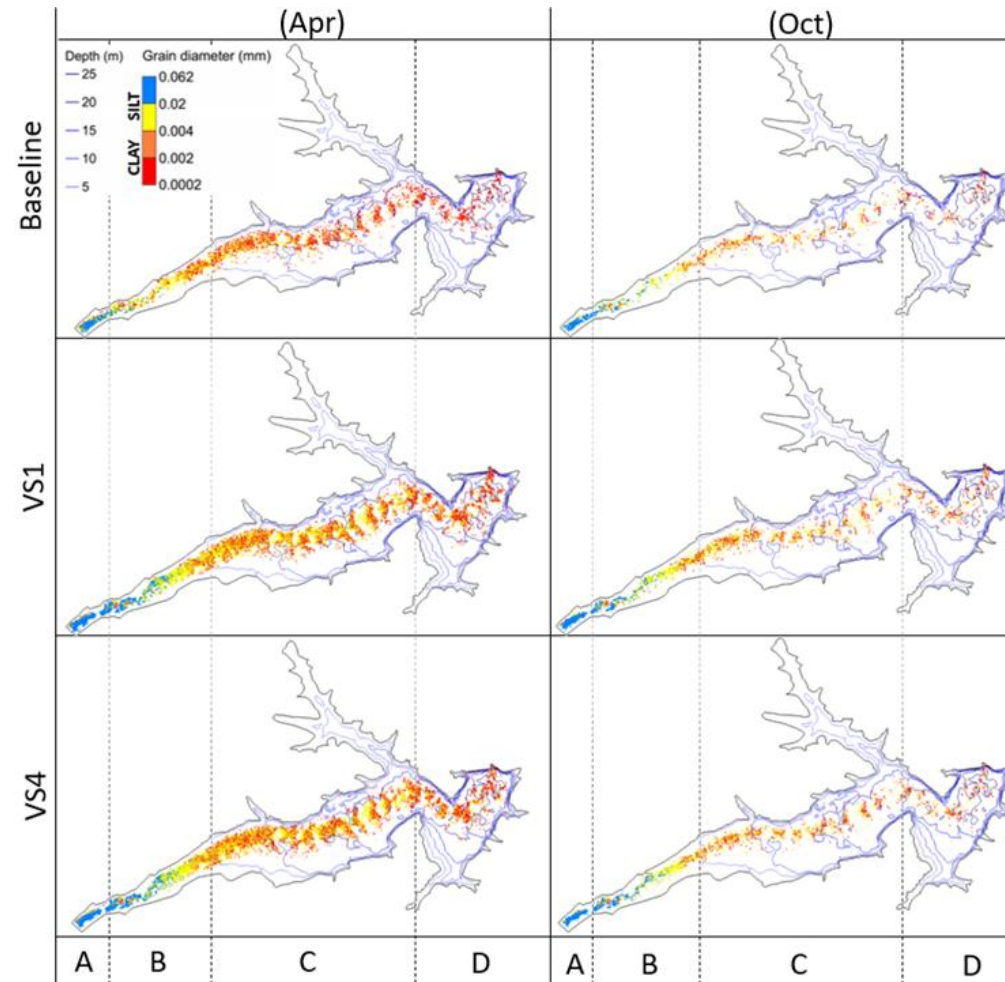 (Apr)
(Oct)
Baseline
Depth (m)
25
20
15
10
5
Grain diameter (mm)
SILT
CLAY
0.062
0.02
0.004
0.002
0.0002
VS1
VS4
A B C D
A B C D